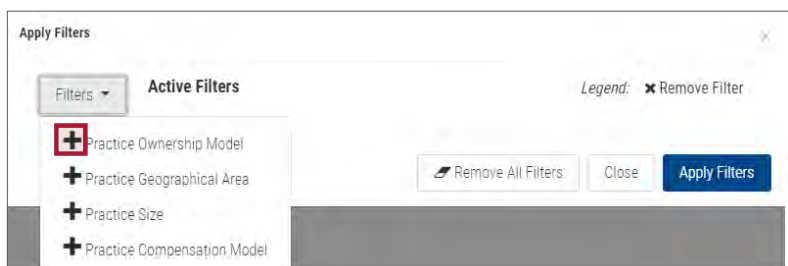 Apply Filters
Filters
Active Filters
Legend: ✖ Remove Filter
Practice Ownership Model
Practice Geographical Area
Practice Size
Practice Compensation Model
Remove All Filters
Close
Apply Filters